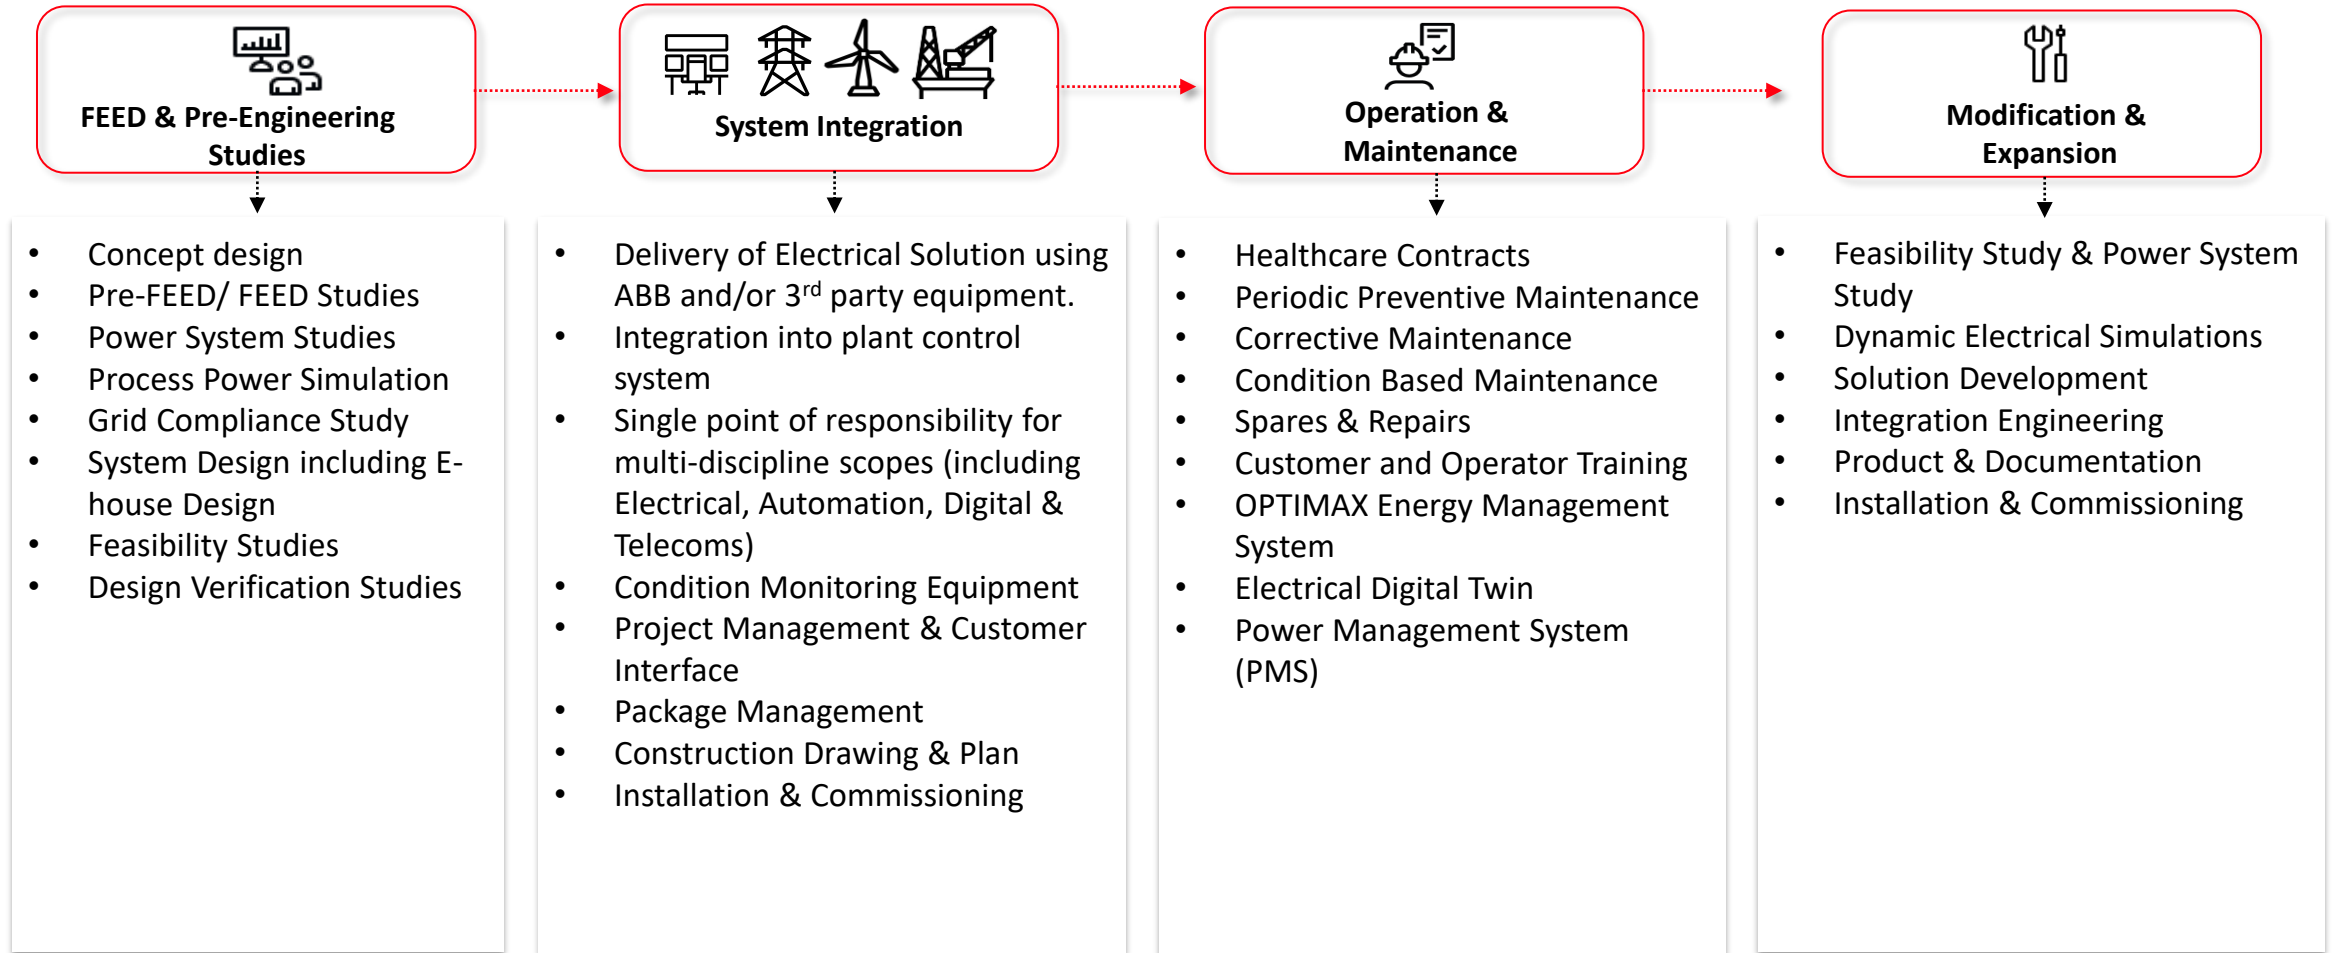 FEED & Pre-Engineering
Studies
System Integration
Operation &
Maintenance
Modification &
Expansion
• Concept design
• Pre-FEED/ FEED Studies
• Power System Studies
• Process Power Simulation
• Grid Compliance Study
• System Design including E-
house Design
• Feasibility Studies
• Design Verification Studies
• Delivery of Electrical Solution using
ABB and/or 3rd party equipment.
• Integration into plant control
system
• Single point of responsibility for
multi-discipline scopes (including
Electrical, Automation, Digital &
Telecoms)
• Condition Monitoring Equipment
• Project Management & Customer
Interface
• Package Management
• Construction Drawing & Plan
• Installation & Commissioning
• Healthcare Contracts
• Periodic Preventive Maintenance
• Corrective Maintenance
• Condition Based Maintenance
• Spares & Repairs
• Customer and Operator Training
• OPTIMAX Energy Management
System
• Electrical Digital Twin
• Power Management System
(PMS)
• Feasibility Study & Power System
Study
• Dynamic Electrical Simulations
• Solution Development
• Integration Engineering
• Product & Documentation
• Installation & Commissioning